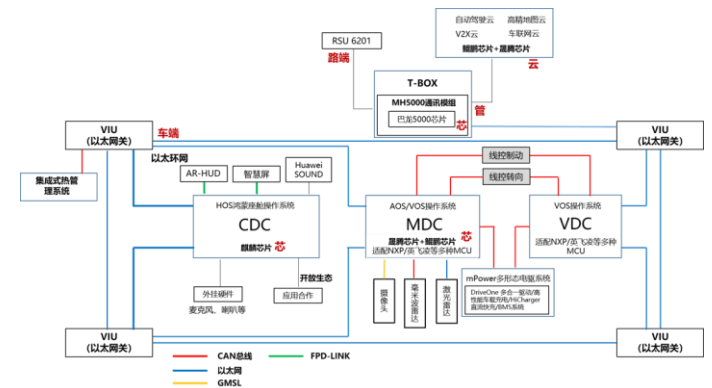 自动驾驶云 高精地图云
V2X云 车联网云
鲲鹏芯片+晟腾芯片
云
RSU 6201
路端
T-BOX
MH5000通讯模组
巴龙5000芯片
芯
管
VIU
(以太网关)
车端
VIU
(以太网关)
以太环网
集成式热管
理系统
AR-HUD
智慧屏
Huawei
SOUND
线控制动
线控转向
HOS鸿蒙座舱操作系统
CDC
麒麟芯片
芯
AOS/VOS操作系统
MDC
芯
晟腾芯片+鲲鹏芯片
适配NXP/英飞凌等多种MCU
VOS操作系统
VDC
适配NXP/英飞凌等多种
MCU
外挂硬件
麦克风、喇叭等
开放生态
应用合作
摄像头
毫米波雷达
激光雷达
mPower多形态电驱系统
DriveOne 多合一驱动/高
性能车载充电/HiCharger
直流快充/BMS系统
VIU
(以太网关)
VIU
(以太网关)
CAN总线
FPD-LINK
以太网
GMSL